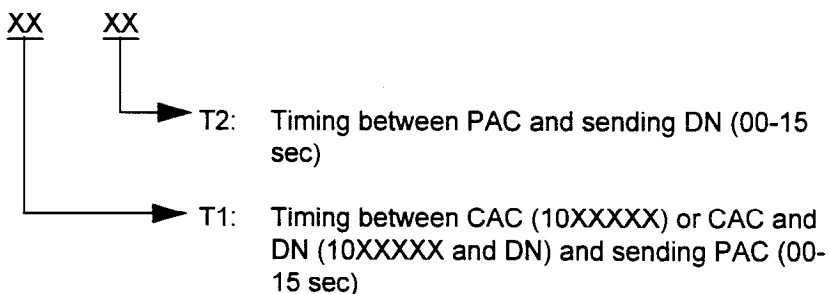 XX XX
T2: Timing between PAC and sending DN (00-15
sec)
T1: Timing between CAC (10XXXXX) or CAC and
DN (10XXXXX and DN) and sending PAC (00-
15 sec)